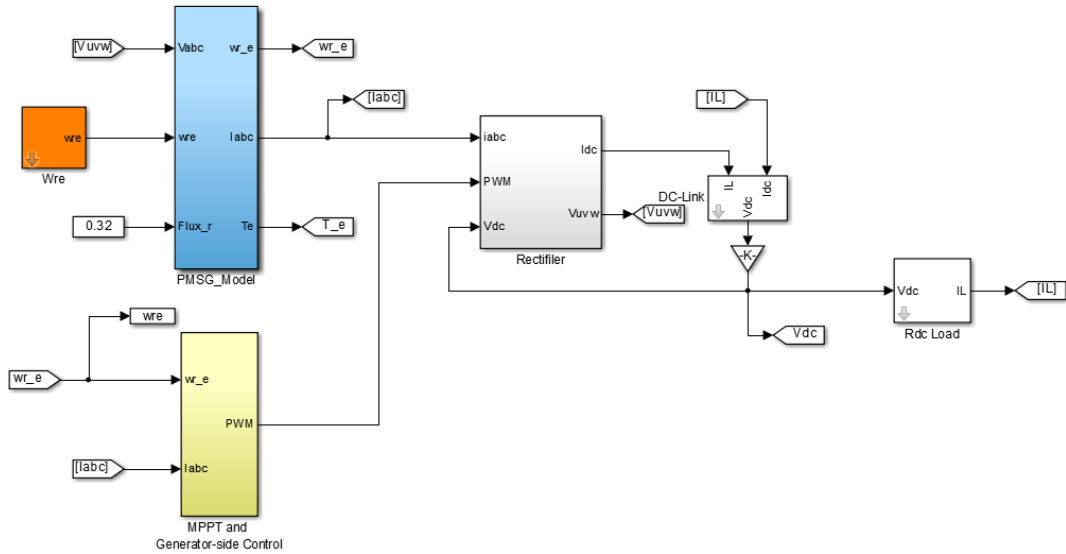 [Vuvw]
Vabc
wr_e
wr_e
[Iabc]
wre
Wre
wre
Iabc
0.32
Flux_r
Te
T_e
PMSG_Model
iabc
Idc
PWM
Vuvw
[Vuvw]
Vdc
Rectifiler
[IL]
DC-Link
IL
Idc
Vdc
-K-
Vdc
IL
[IL]
Rdc Load
Vdc
wre
wr_e
wr_e
PWM
[Iabc]
Iabc
MPPT and
Generator-side Control